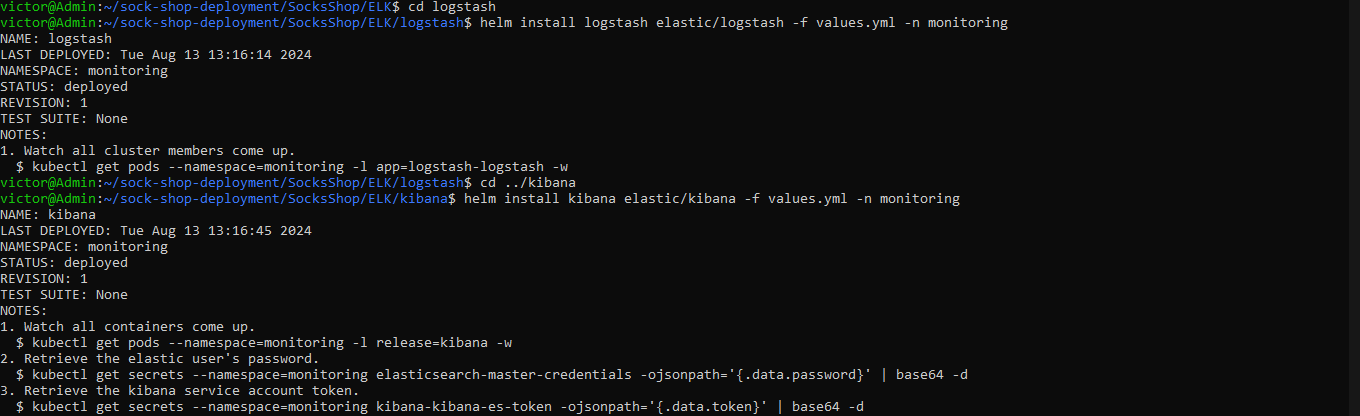 victor@Admin:~/sock-shop-deployment/SocksShop/ELK$ cd logstash
victor@Admin:~/sock-shop-deployment/SocksShop/ELK/logstash$ helm install logstash elastic/logstash -f values.yml -n monitoring
NAME: logstash
LAST DEPLOYED: Tue Aug 13 13:16:14 2024
NAMESPACE: monitoring
STATUS: deployed
REVISION: 1
TEST SUITE: None
NOTES:
1. Watch all cluster members come up.
  $ kubectl get pods --namespace=monitoring -l app=logstash-logstash -w
victor@Admin:~/sock-shop-deployment/SocksShop/ELK/logstash$ cd ../kibana
victor@Admin:~/sock-shop-deployment/SocksShop/ELK/kibana$ helm install kibana elastic/kibana -f values.yml -n monitoring
NAME: kibana
LAST DEPLOYED: Tue Aug 13 13:16:45 2024
NAMESPACE: monitoring
STATUS: deployed
REVISION: 1
TEST SUITE: None
NOTES:
1. Watch all containers come up.
  $ kubectl get pods --namespace=monitoring -l release=kibana -w
2. Retrieve the elastic user's password.
  $ kubectl get secrets --namespace=monitoring elasticsearch-master-credentials -ojsonpath='{.data.password}' | base64 -d
3. Retrieve the kibana service account token.
  $ kubectl get secrets --namespace=monitoring kibana-kibana-es-token -ojsonpath='{.data.token}' | base64 -d